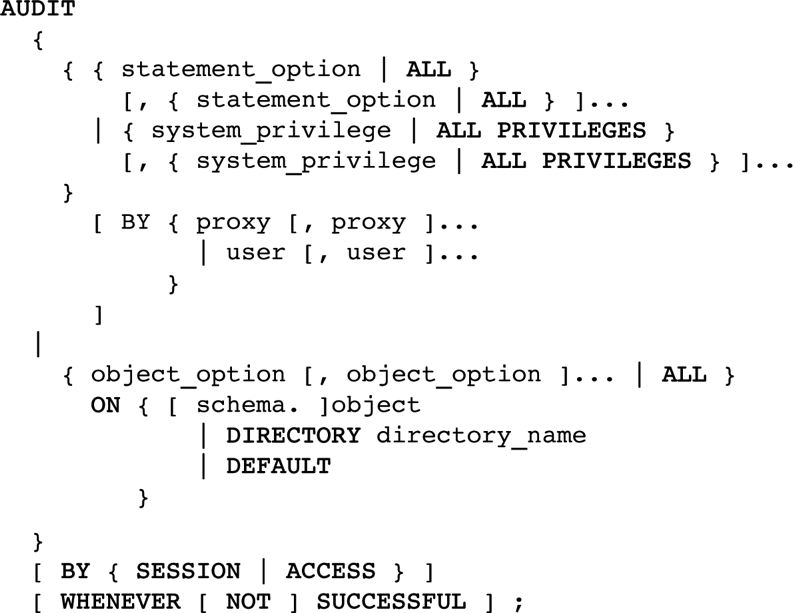 AUDIT
{
{ { statement_option | ALL }
[, { statement_option | ALL } ]...
| { system_privilege | ALL PRIVILEGES }
[, { system_privilege | ALL PRIVILEGES } ]...
}
[ BY { proxy [, proxy ]...
| user [, user ]...
}
]
|
{ object_option [, object_option ]... | ALL }
ON { [ schema. ]object
| DIRECTORY directory_name
| DEFAULT
}
}
[ BY { SESSION | ACCESS } ]
[ WHENEVER [ NOT ] SUCCESSFUL ] ;